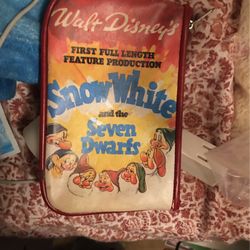 Walt Disney's
FIRST FULL LENGTH
FEATURE PRODUCTION
Snow White
and the
Seven
Dwarfs